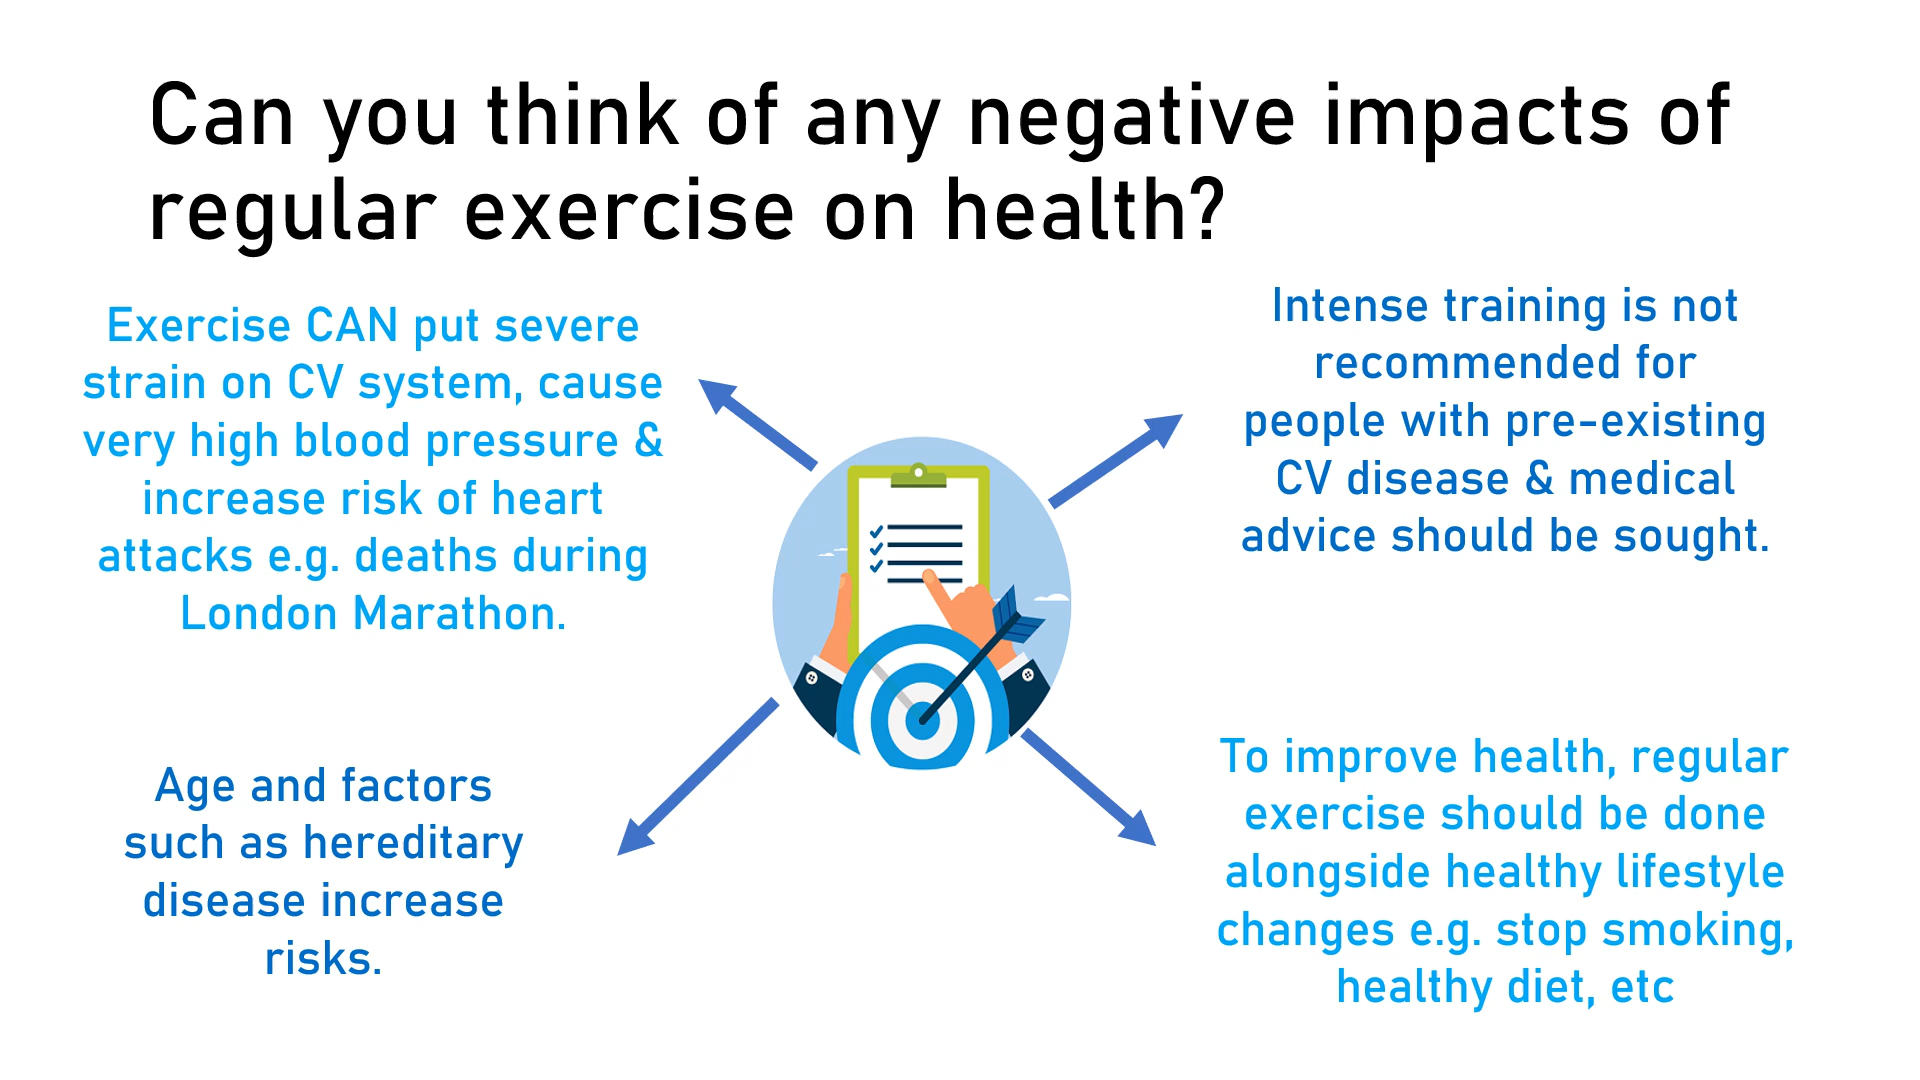 Can you think of any negative impacts of
regular exercise on health?
Exercise CAN put severe
strain on CV system, cause
very high blood pressure &
increase risk of heart
attacks e.g. deaths during
London Marathon.
Intense training is not
recommended for
people with pre-existing
CV disease & medical
advice should be sought.
Age and factors
such as hereditary
disease increase
risks.
To improve health, regular
exercise should be done
alongside healthy lifestyle
changes e.g. stop smoking,
healthy diet, etc